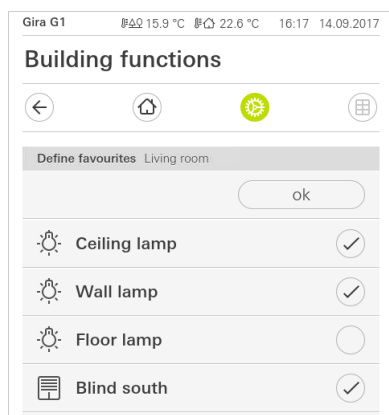 Gira G1 15.9 °C 22.6 °C 16:17 14.09.2017
Building functions
Define favourites Living room
ok
Ceiling lamp
Wall lamp
Floor lamp
Blind south